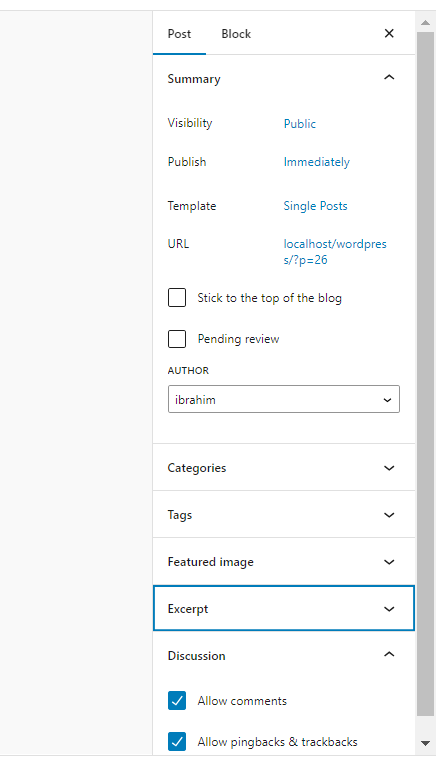 Post Block
Summary
Visibility Public
Publish Immediately
Template Single Posts
URL localhost/wordpres
s/?p=26
Stick to the top of the blog
Pending review
AUTHOR
ibrahim
Categories
Tags
Featured image
Excerpt
Discussion
Allow comments
Allow pingbacks & trackbacks